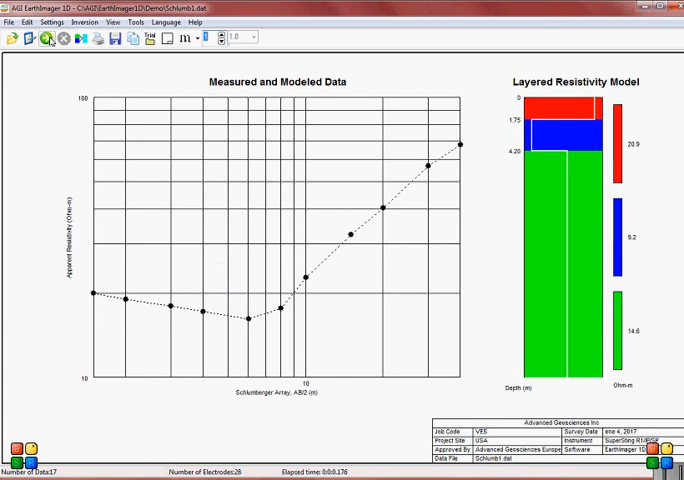 AGI EarthImager 1D - C:\AGI\EarthImager1D\Demo\Schlumb1.dat
File Edit Settings Inversion View Tools Language Help
Trial m 1.8
Measured and Modeled Data
Layered Resistivity Model
100
Apparent Resistivity (Ohm-m)
10
10
Schlumberger Array, AB/2 (m)
0
1.75
4.20
20.9
9.2
14.6
Depth (m)
Ohm-m
Advanced Geosciences Inc
Job Code VES Survey Date ene 4, 2017
Project Site USA Instrument SuperSting
Approved By Advanced Geosciences Europe Software EarthImager 1D
Data File Schlumb1.dat
Number of Data:17 Number of Electrodes:28 Elapsed time: 0:0:0.176